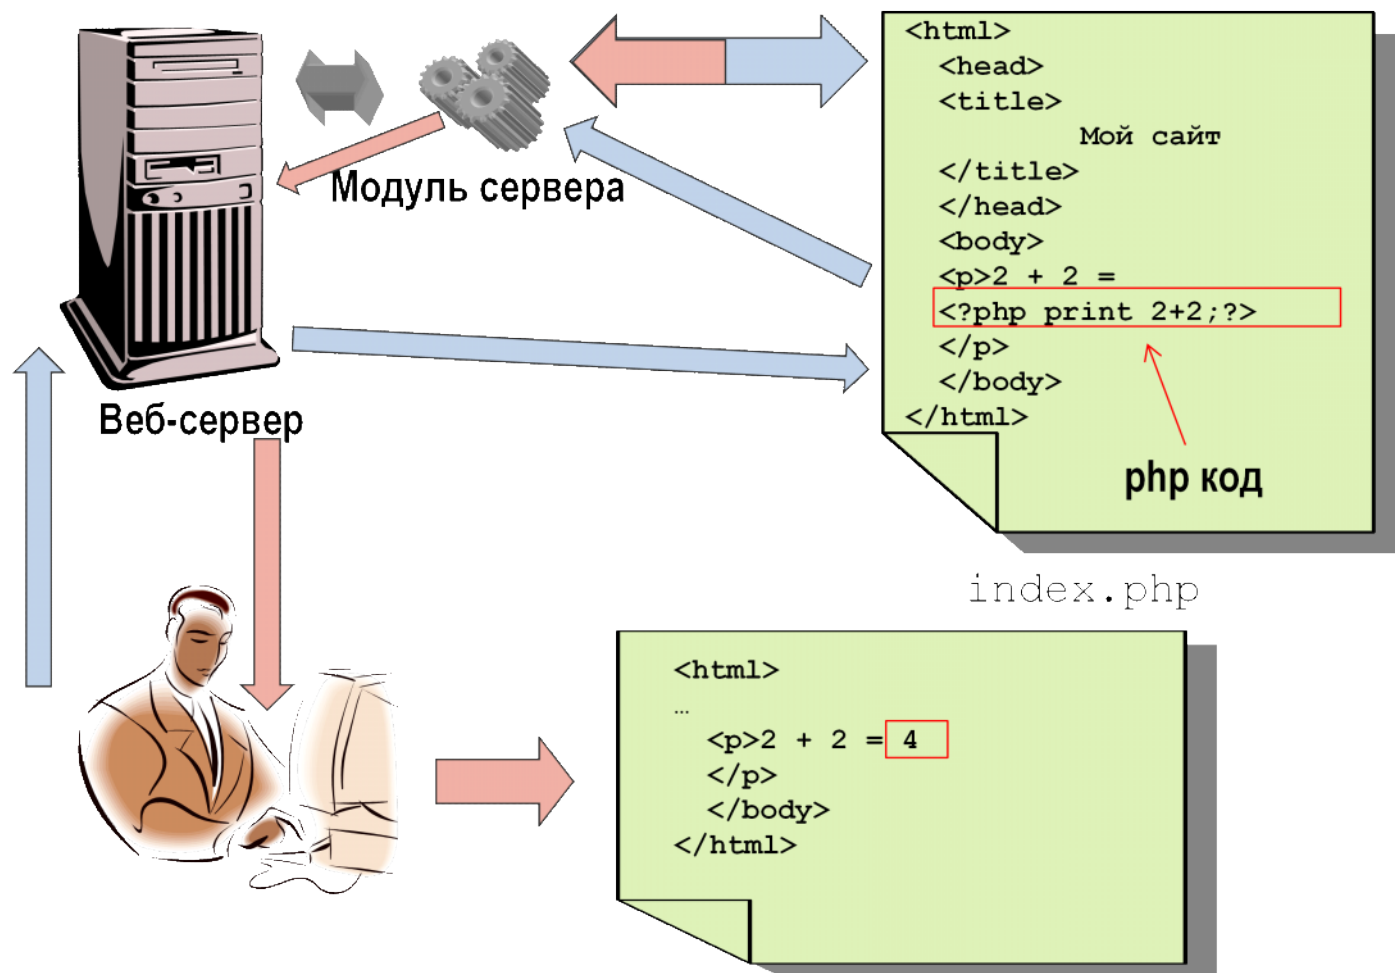 Модуль сервера
Веб-сервер
<html>
<head>
<title>
Мой сайт
</title>
</head>
<body>
<p>2 + 2 =
<?php print 2+2;?>
</p>
</body>
</html>
php код
index.php
<html>
…
<p>2 + 2 = 4
</p>
</body>
</html>